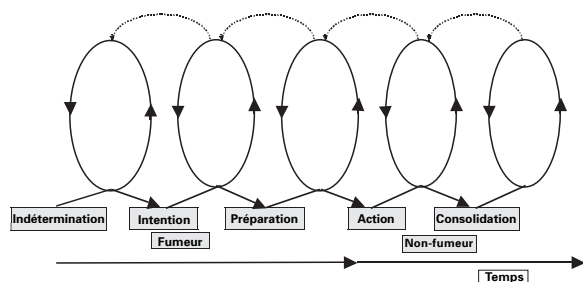 Indétermination Intention Préparation Action Consolidation
Fumeur Non-fumeur
Temps